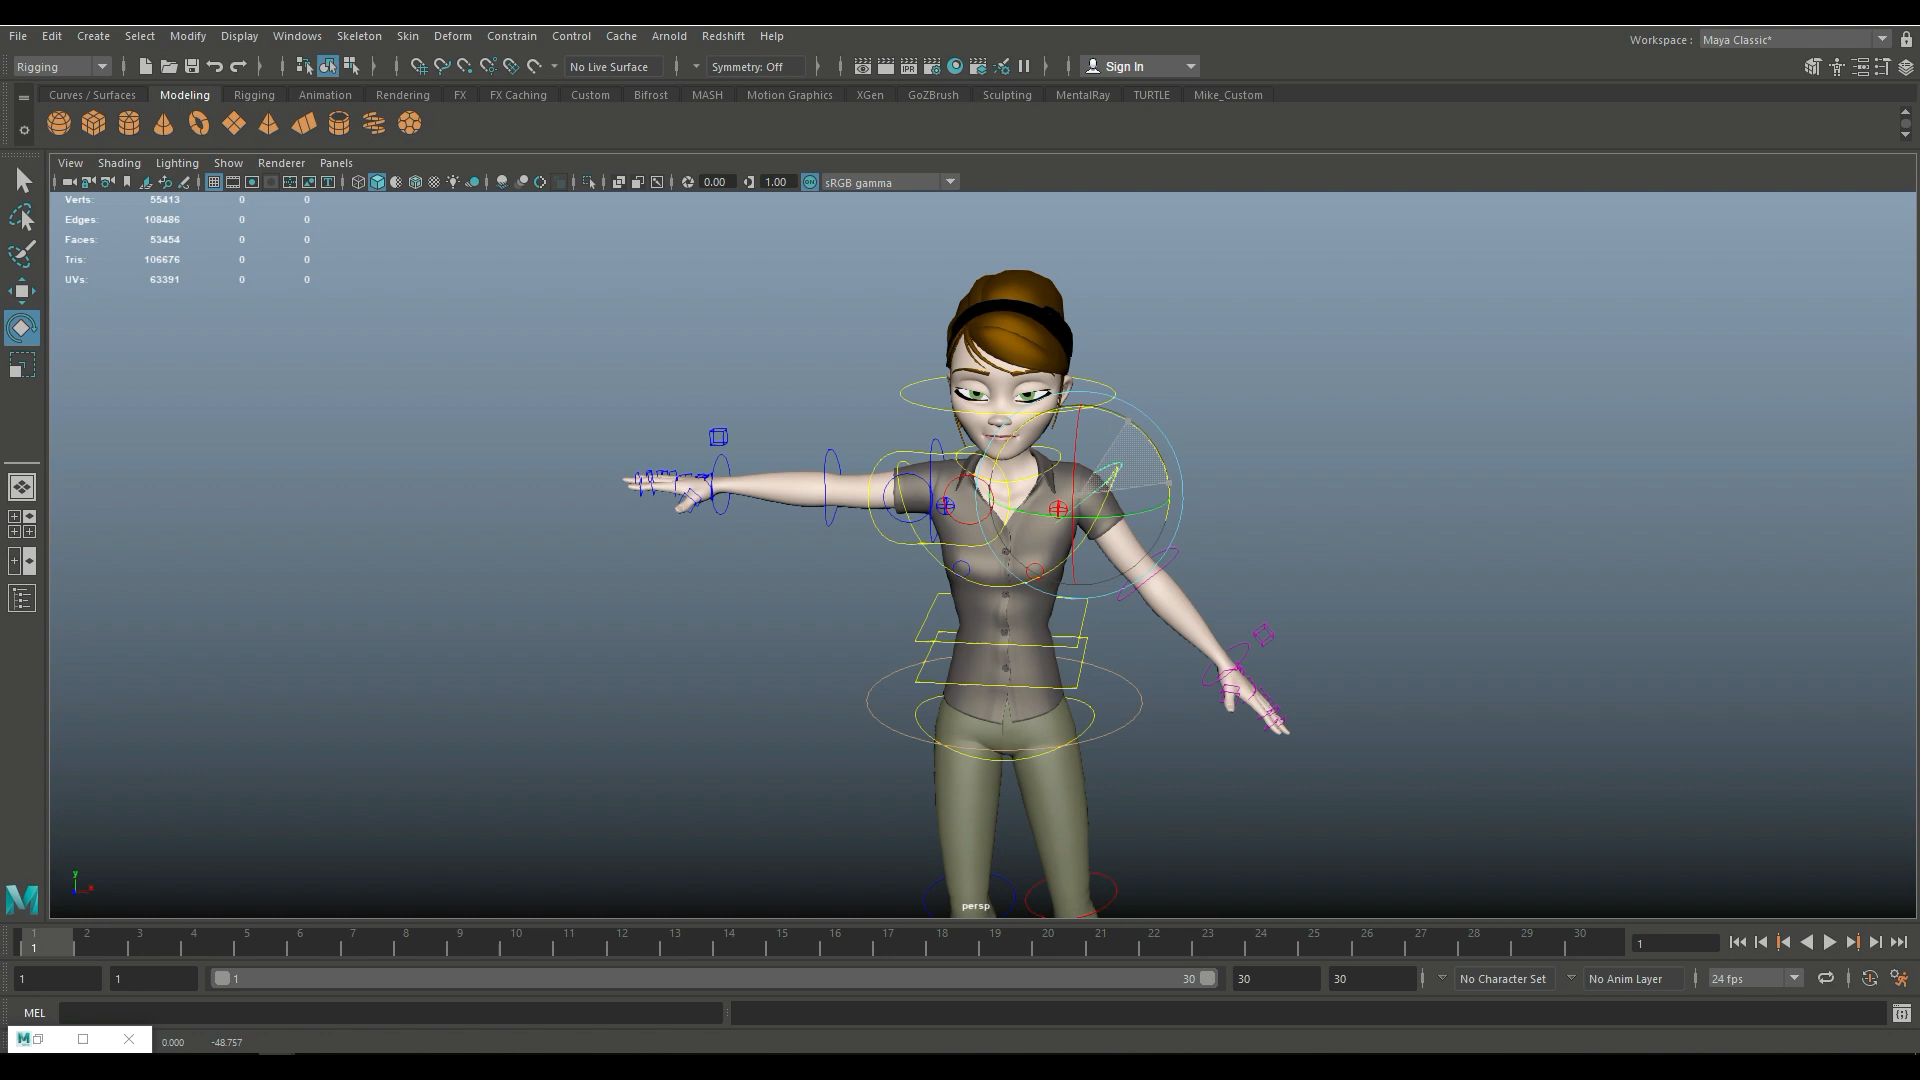 File Edit Create Select Modify Display Windows Skeleton Skin Deform Constrain Control Cache Arnold Redshift Help
Workspace : Maya Classic*
Rigging No Live Surface Symmetry: Off IPR Sign In
Curves / Surfaces Modeling Rigging Animation Rendering FX FX Caching Custom Bifrost MASH Motion Graphics XGen GoZBrush Sculpting MentalRay TURTLE Mike_Custom
View Shading Lighting Show Renderer Panels
0.00 1.00 ON sRGB gamma
Verts: 55413 0 0
Edges: 108486 0 0
Faces: 53454 0 0
Tris: 106676 0 0
UVs: 63391 0 0
y
x
persp
1 2 3 4 5 6 7 8 9 10 11 12 13 14 15 16 17 18 19 20 21 22 23 24 25 26 27 28 29 30
1 1
1 1 1 30 30 30 No Character Set No Anim Layer 24 fps
MEL
M 0.000 -48.757